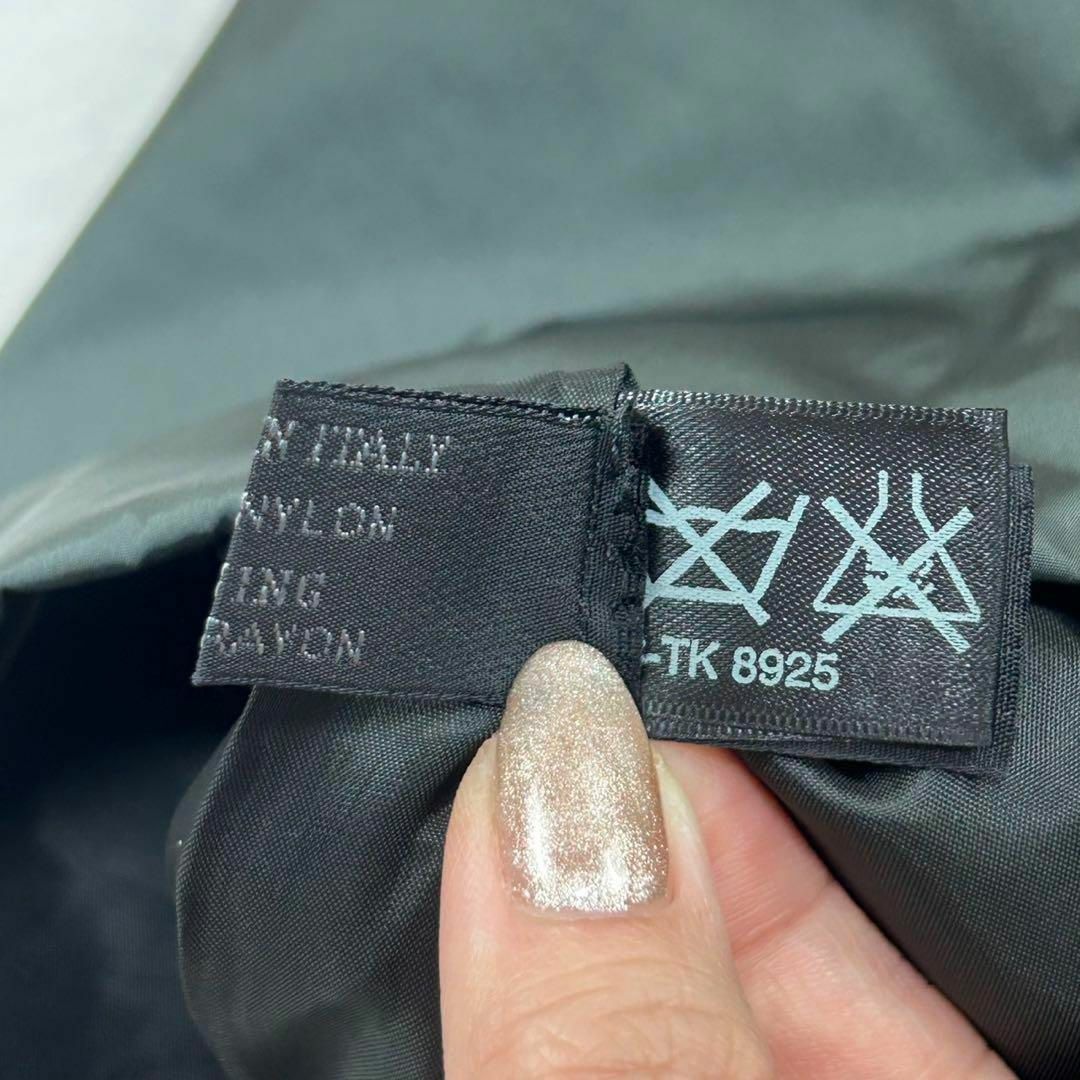 N ITALY
NYLON
ING
RAYON
-TK 8925